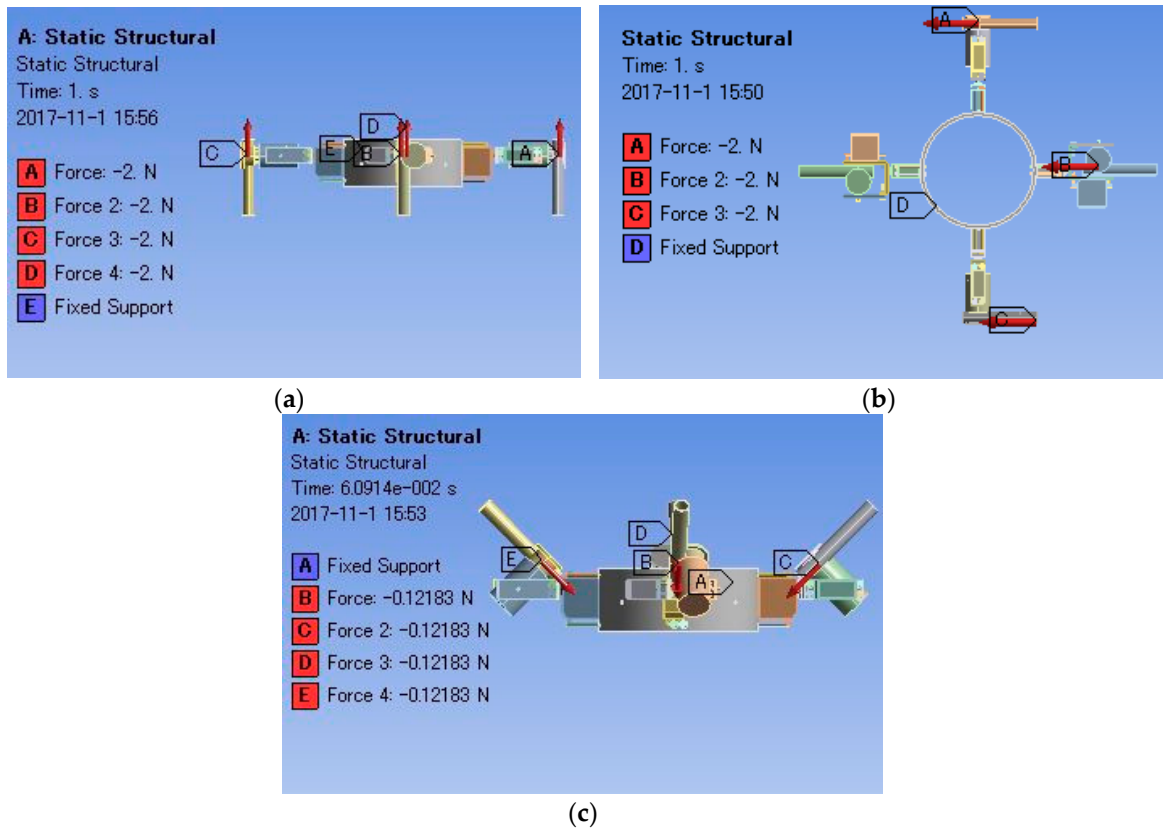 A: Static Structural
Static Structural
Time: 1. s
2017-11-1 15:56
A Force: -2. N
B Force 2: -2. N
C Force 3: -2. N
D Force 4: -2. N
E Fixed Support
C
E
D
B
A
(a)
Static Structural
Time: 1. s
2017-11-1 15:50
A Force: -2. N
B Force 2: -2. N
C Force 3: -2. N
D Fixed Support
A
B
D
C
(b)
A: Static Structural
Static Structural
Time: 6.0914e-002 s
2017-11-1 15:53
A Fixed Support
B Force: -0.12183 N
C Force 2: -0.12183 N
D Force 3: -0.12183 N
E Force 4: -0.12183 N
D
E
B
C
A
(c)